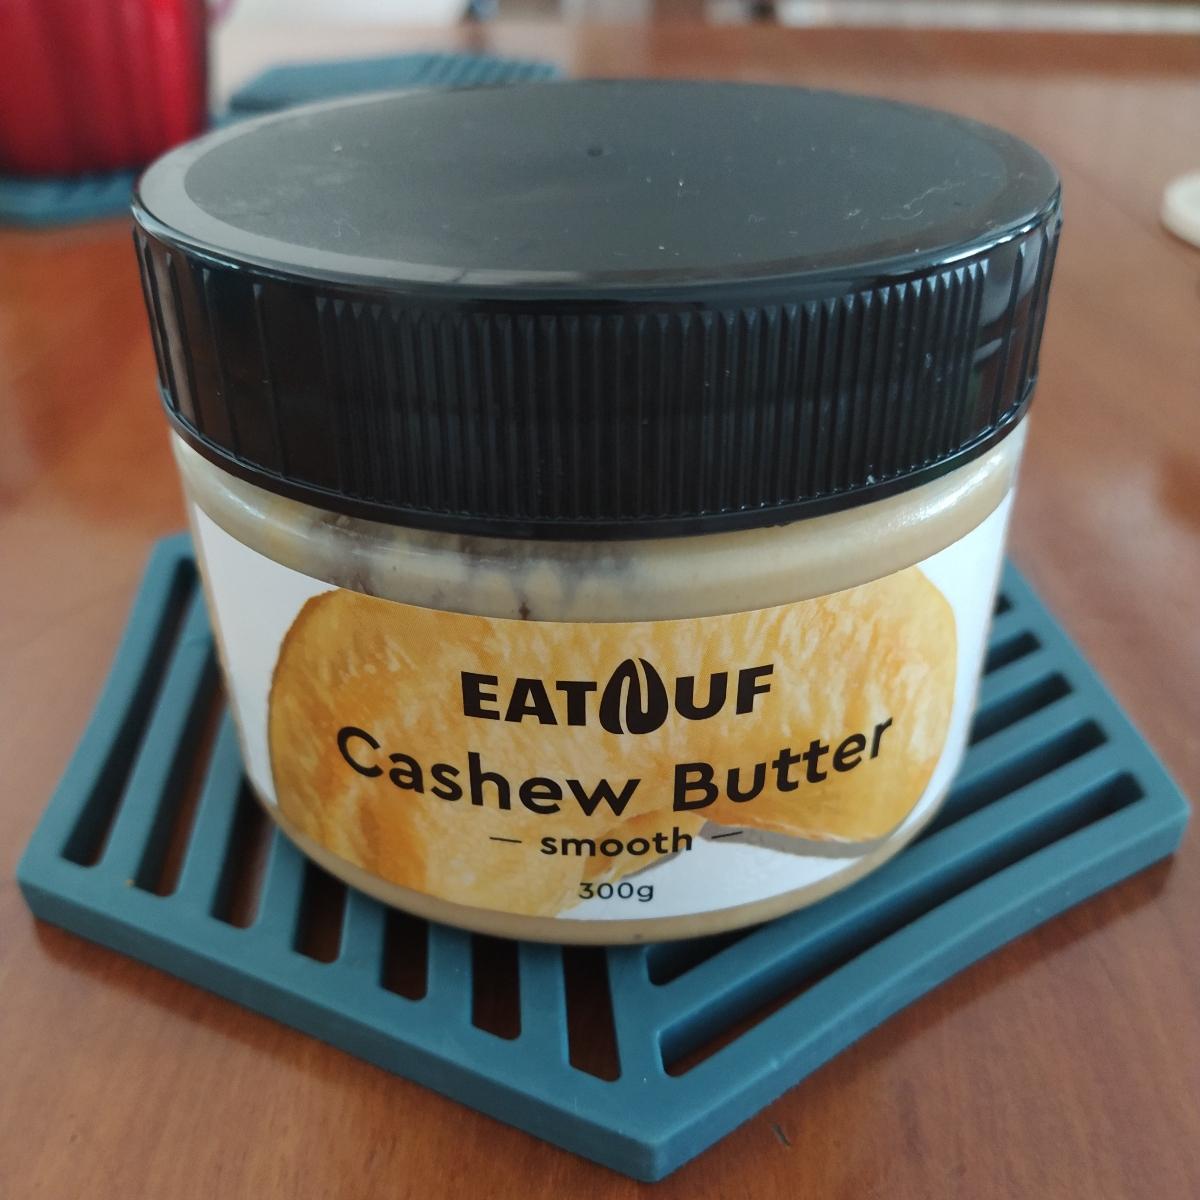 EATNUF
Cashew Butter
— smooth —
300g